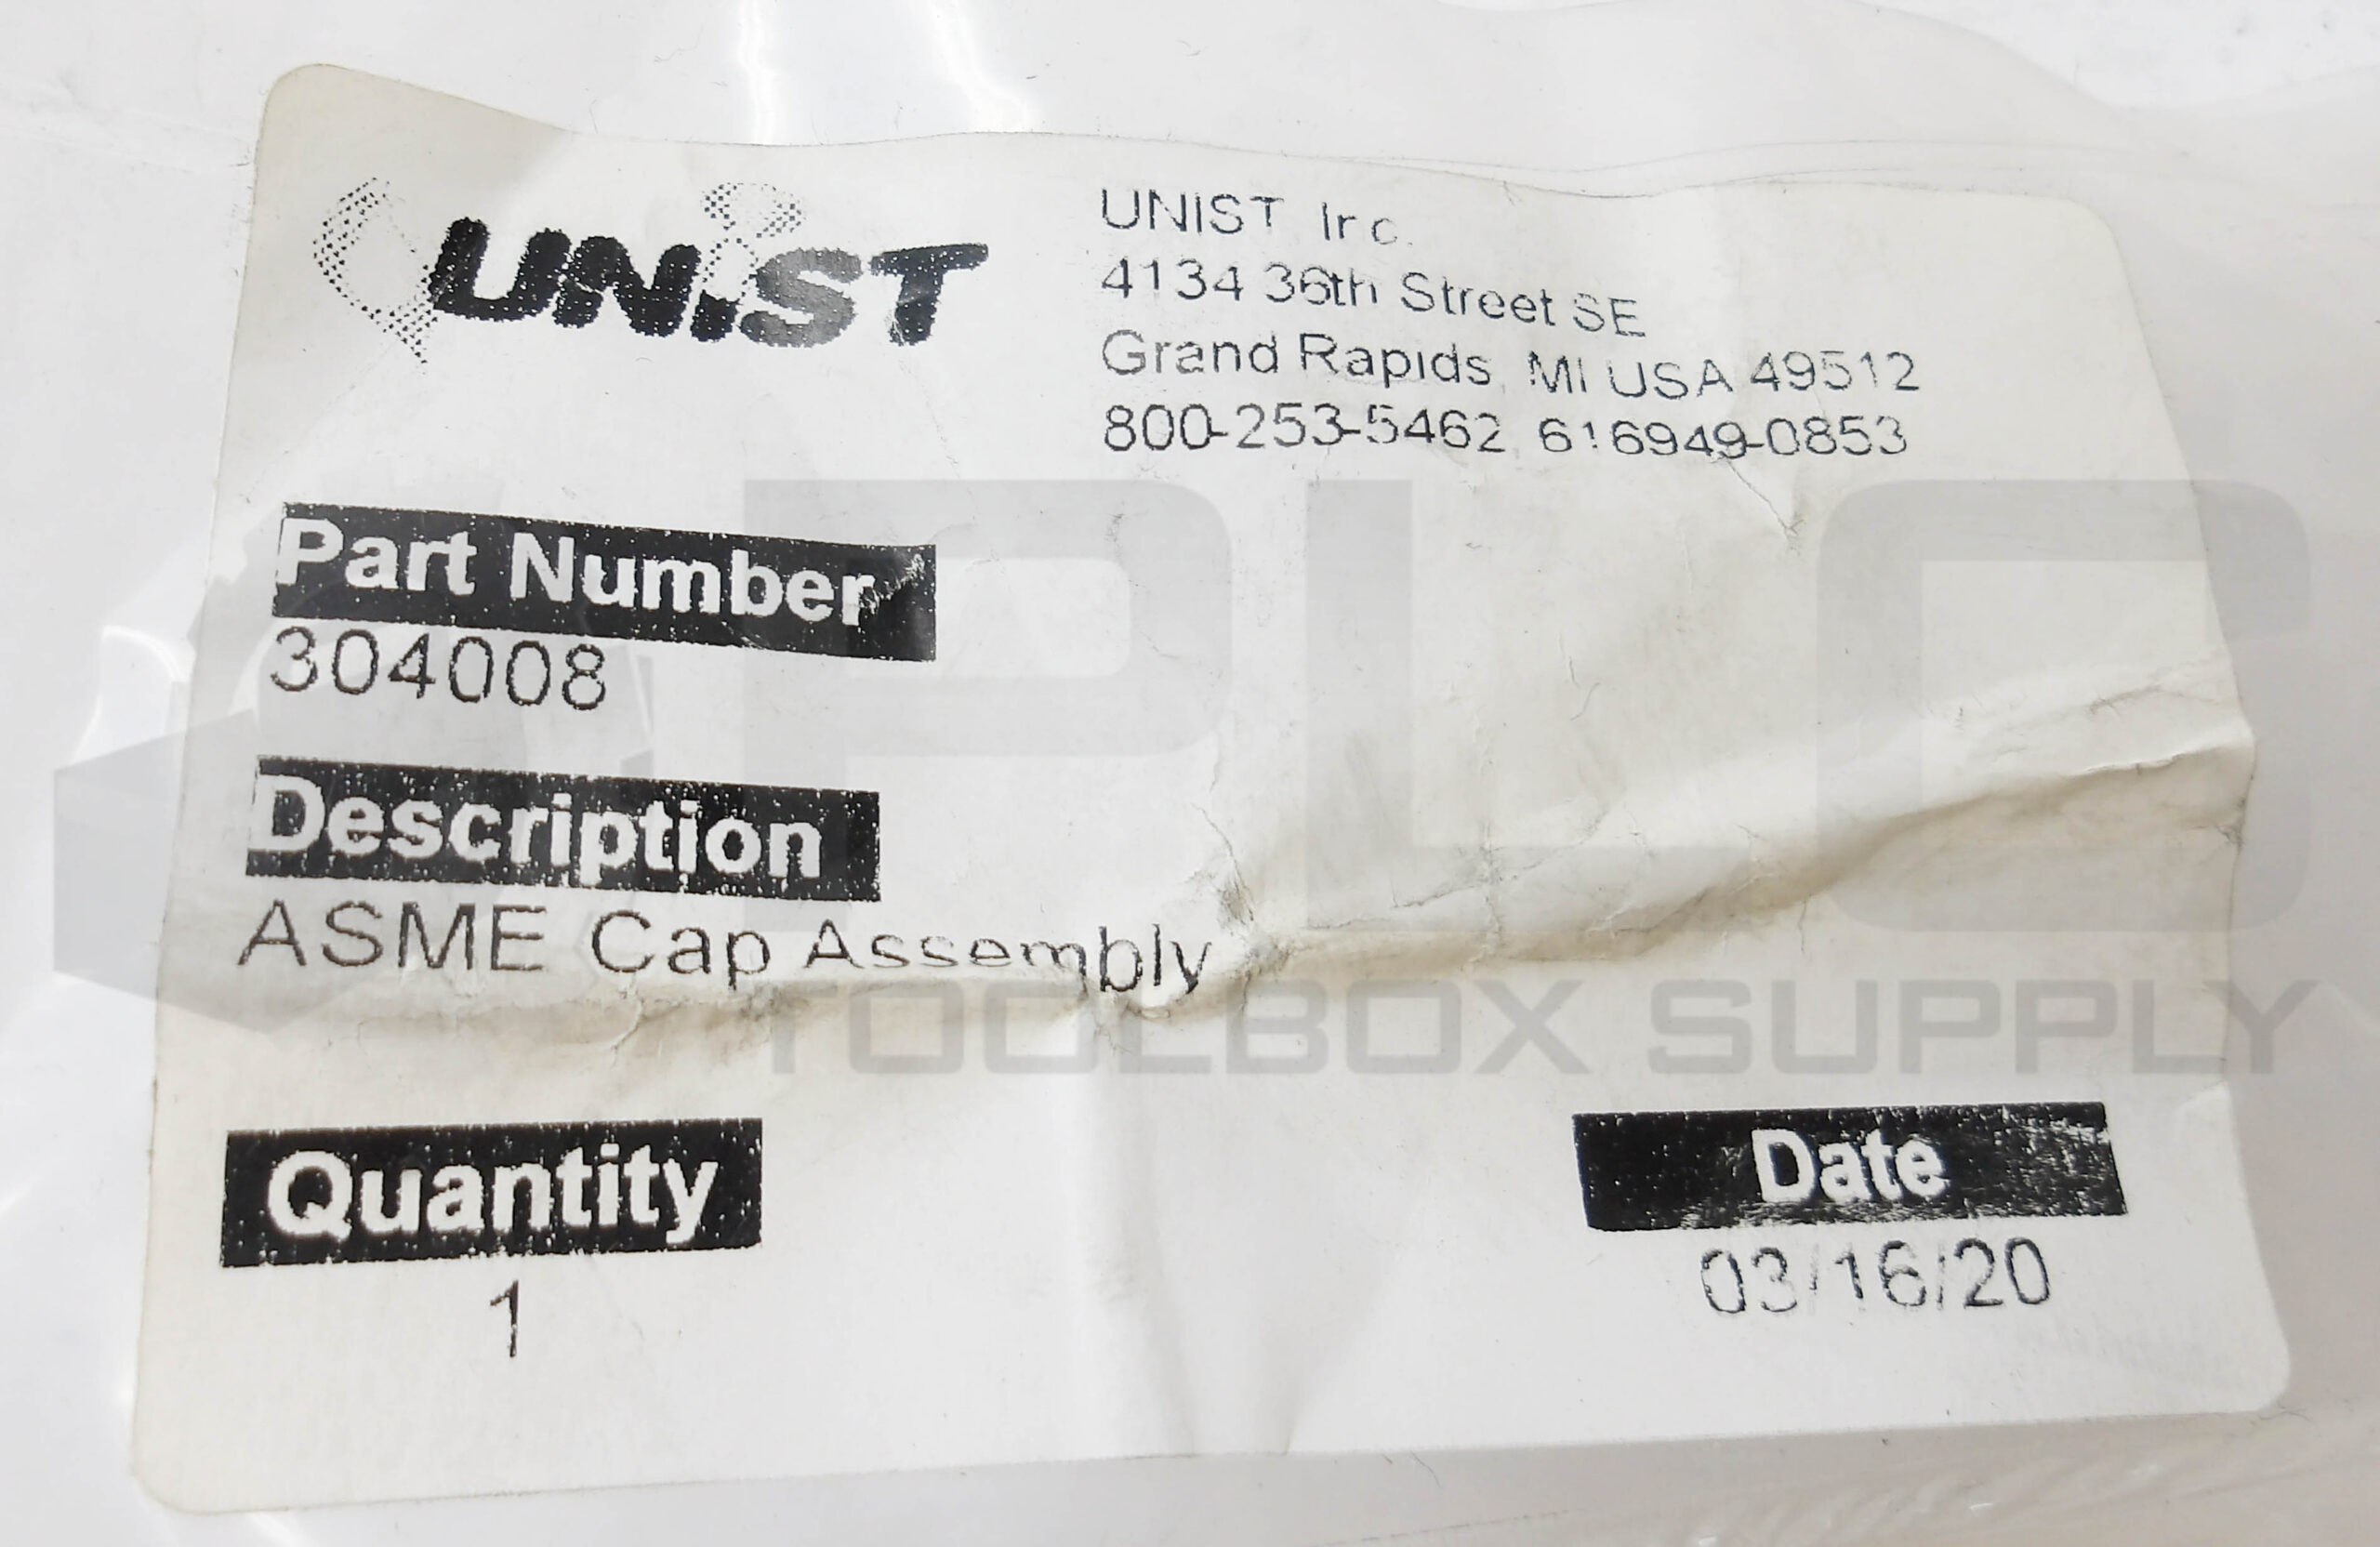 UNIST
UNIST, Inc.
4134 36th Street SE
Grand Rapids, MI USA 49512
800-253-5462, 616949-0853
Part Number
304008
Description
ASME Cap Assembly
Quantity
1
Date
03/16/20
PLC
TOOLBOX SUPPLY